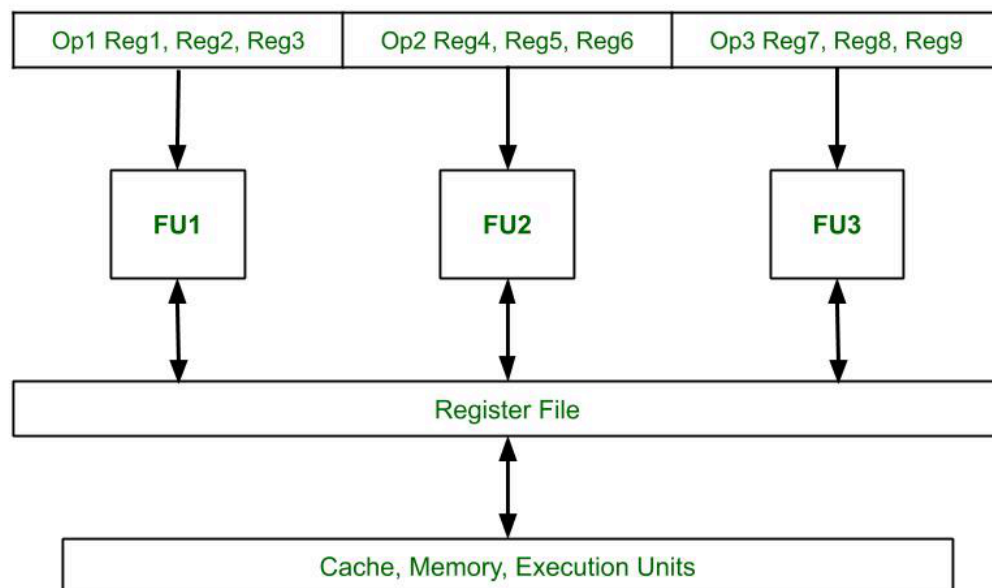 Op1 Reg1, Reg2, Reg3
Op2 Reg4, Reg5, Reg6
Op3 Reg7, Reg8, Reg9
FU1
FU2
FU3
Register File
Cache, Memory, Execution Units